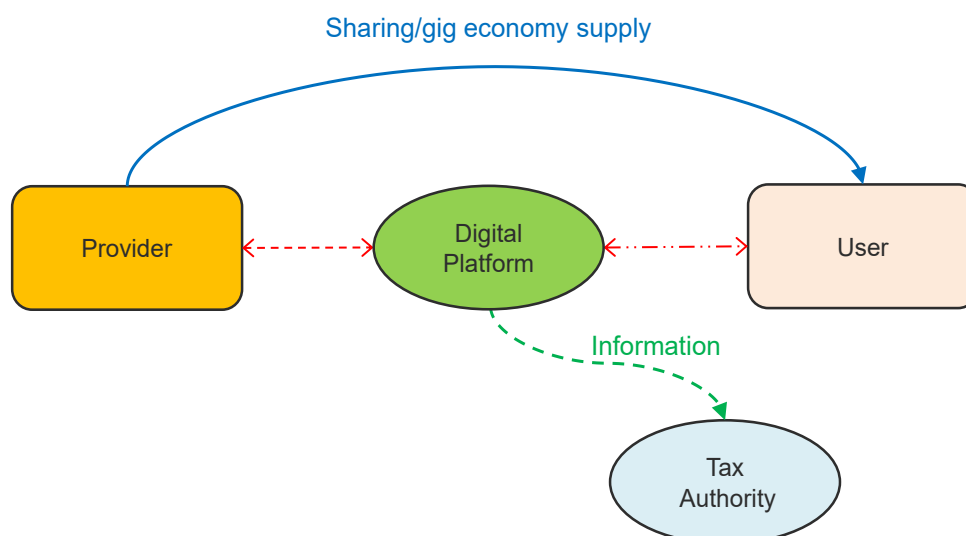 Sharing/gig economy supply
Provider
Digital
Platform
User
Information
Tax
Authority